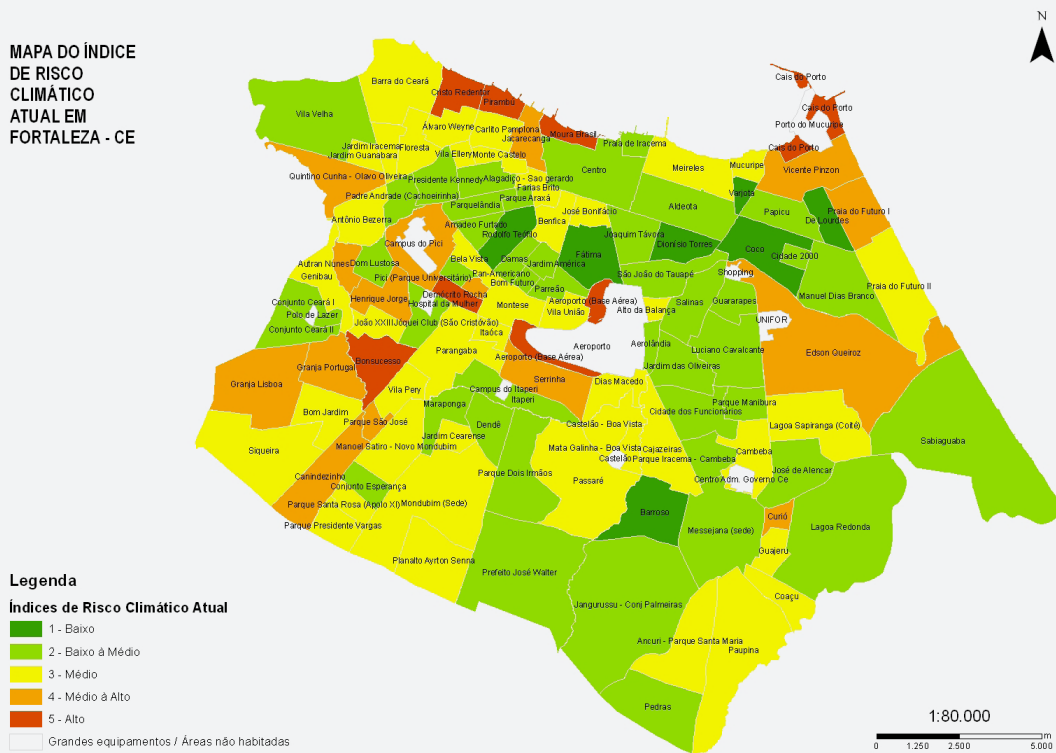 MAPA DO ÍNDICE
DE RISCO
CLIMÁTICO
ATUAL EM
FORTALEZA - CE
N
Cais do Porto
Barra do Ceará
Cristo Redentor
Pirambú
Cais do Porto
Vila Velha
Porto do Mucuripe
Álvaro Weyne
Carlito Pamplona
Jacarecanga
Moura Brasil
Praia de Iracema
Cais do Porto
Jardim Iracema
Floresta
Jardim Guanabara
Vila Ellery
Monte Castelo
Centro
Meireles
Mucuripe
Vicente Pinzon
Quintino Cunha - Olavo Oliveira
Presidente Kennedy
Alagadiço - Sao gerardo
Farias Brito
Padre Andrade (Cachoeirinha)
Parque Araxá
Varjota
Parquelândia
José Bonifácio
Aldeota
Papicu
Praia do Futuro I
Antônio Bezerra
Amadeo Furtado
Benfica
De Lourdes
Rodolfo Teófilo
Joaquim Távora
Campus do Pici
Dionísio Torres
Coco
Fátima
Cidade 2000
Autran Nunes
Dom Lustosa
Bela Vista
Damas
Jardim América
Genibau
Pici (Parque Universitário)
Pan-Americano
São João do Tauapé
Shopping
Bom Futuro
Parreão
Praia do Futuro II
Henrique Jorge
Demócrito Rocha
Manuel Dias Branco
Conjunto Ceará I
Hospital da Mulher
Montese
Aeroporto (Base Aérea)
Salinas
Guararapes
Polo de Lazer
Vila União
Alto da Balança
UNIFOR
Conjunto Ceará II
João XXIII
Jóquei Club (São Cristóvão)
Itaóca
Aeroporto
Aerolândia
Parangaba
Aeroporto (Base Aérea)
Luciano Cavalcante
Edson Queiroz
Bonsucesso
Granja Portugal
Jardim das Oliveiras
Granja Lisboa
Serrinha
Dias Macedo
Vila Pery
Campus do Itaperi
Itaperi
Maraponga
Parque Manibura
Bom Jardim
Cidade dos Funcionários
Parque São José
Dendê
Castelão - Boa Vista
Lagoa Sapiranga (Coité)
Jardim Cearense
Sabiaguaba
Siqueira
Manoel Satiro - Novo Mondubim
Mata Galinha - Boa Vista
Cajazeiras
Cambeba
Castelão
Parque Iracema - Cambeba
Parque Dois Irmãos
José de Alencar
Canindezinho
Passaré
Centro Adm. Governo Ce
Conjunto Esperança
Parque Santa Rosa (Apolo XI)
Mondubim (Sede)
Barroso
Curió
Parque Presidente Vargas
Messejana (sede)
Lagoa Redonda
Guajeru
Planalto Ayrton Senna
Prefeito José Walter
Coaçu
Jangurussu - Conj Palmeiras
Ancuri - Parque Santa Maria
Paupina
Pedras
Legenda
Índices de Risco Climático Atual
1 - Baixo
2 - Baixo à Médio
3 - Médio
4 - Médio à Alto
5 - Alto
Grandes equipamentos / Áreas não habitadas
1:80.000
m
0 1.250 2.500 5.000